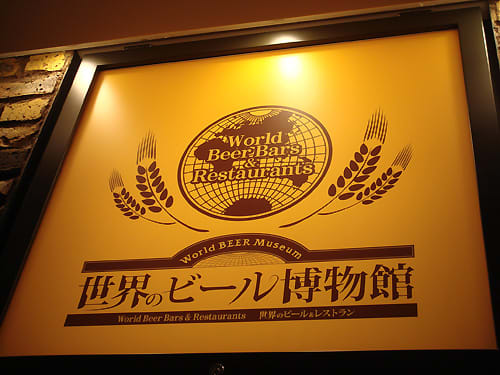 World
Beer Bars
&
Restaurants
World BEER Museum
世界のビール博物館
World Beer Bars & Restaurants 世界のビール&レストラン